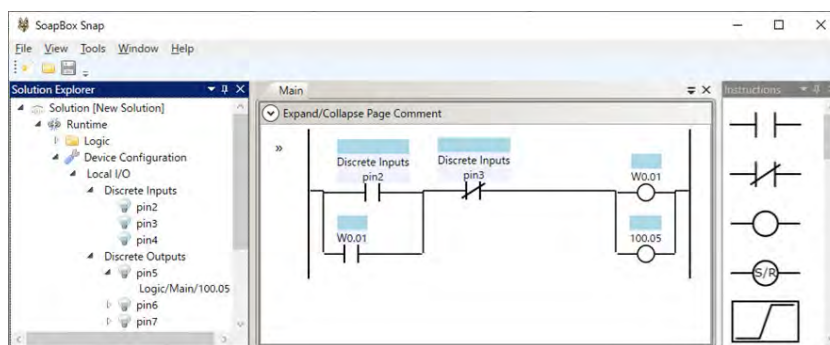 SoapBox Snap
File View Tools Window Help
Solution Explorer
Solution [New Solution]
Runtime
Logic
Device Configuration
Local I/O
Discrete Inputs
pin2
pin3
pin4
Discrete Outputs
pin5
Logic/Main/100.05
pin6
pin7
Main
Expand/Collapse Page Comment
»
Discrete Inputs
pin2
Discrete Inputs
pin3
W0.01
W0.01
100.05
Instructions
S/R